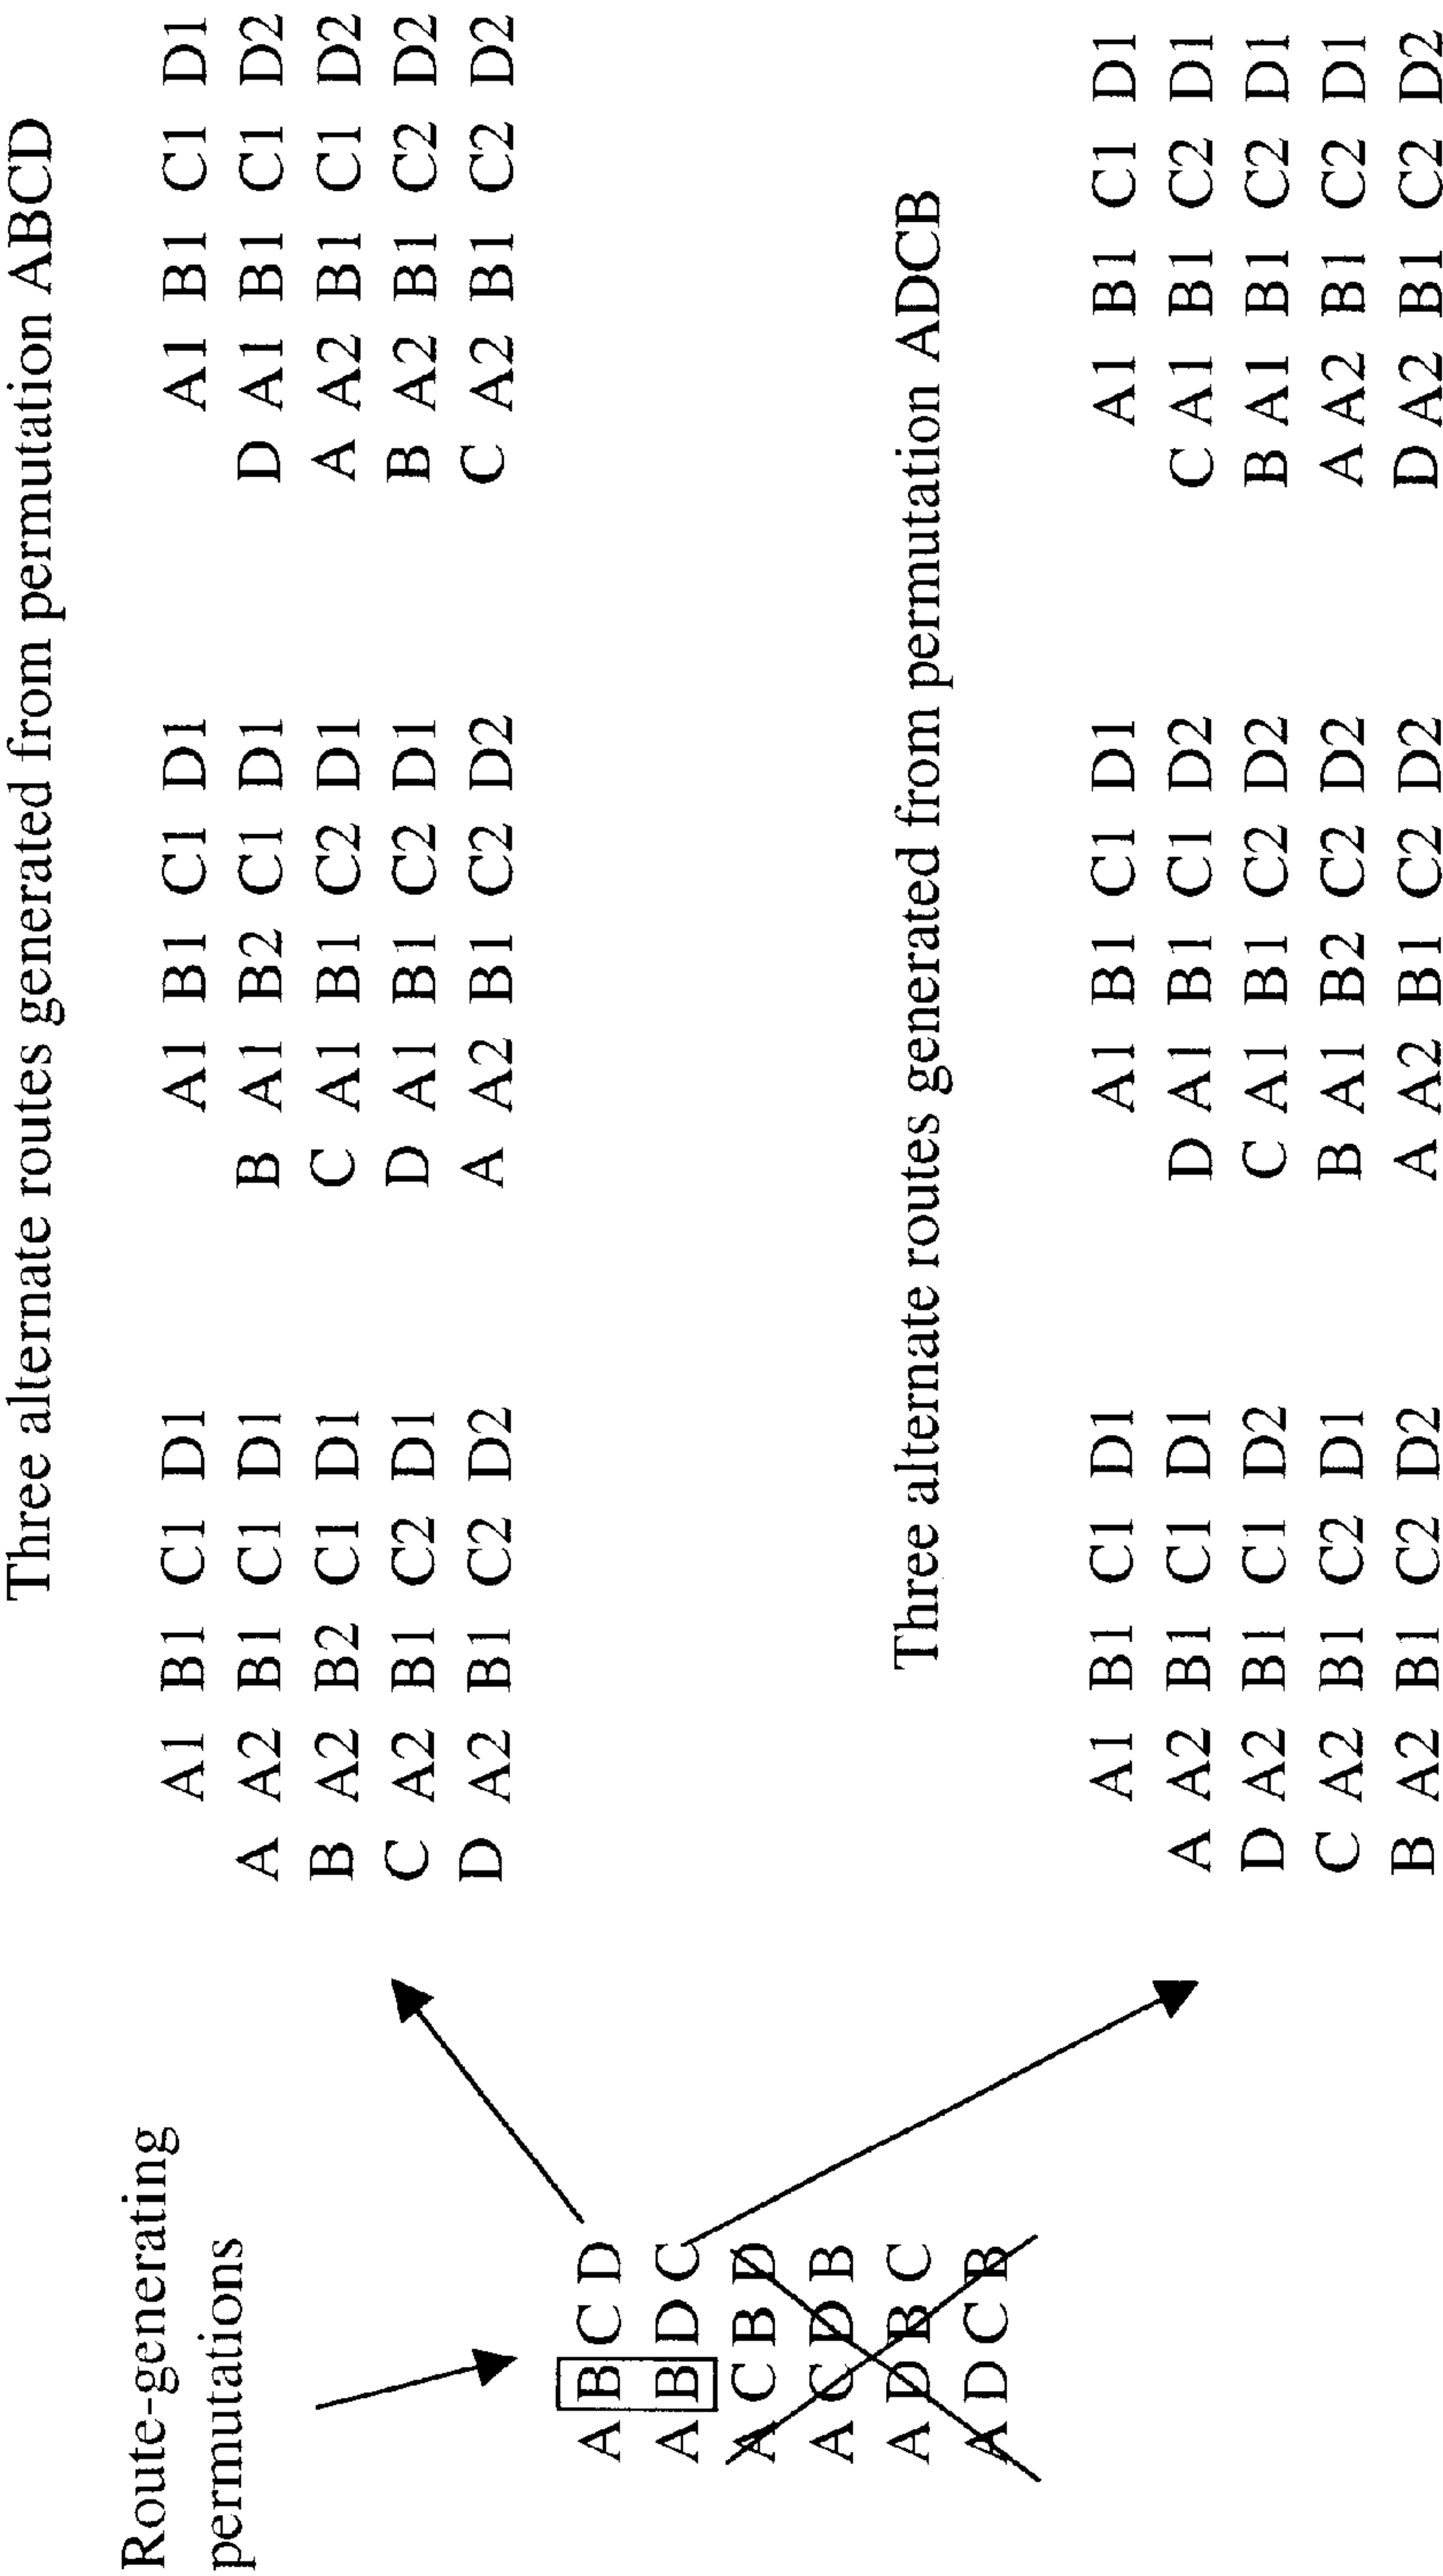 Route-generating
permutations
A B C D
A B D C
A C B D
A C D B
A D B C
A D C B
Three alternate routes generated from permutation ABCD
A1 B1 C1 D1
A A2 B1 C1 D1
B A2 B2 C1 D1
C A2 B1 C2 D1
D A2 B1 C2 D2
A1 B1 C1 D1
B A1 B2 C1 D1
C A1 B1 C2 D1
D A1 B1 C2 D1
A A2 B1 C2 D2
A1 B1 C1 D1
D A1 B1 C1 D2
A A2 B1 C1 D2
B A2 B1 C2 D2
C A2 B1 C2 D2
Three alternate routes generated from permutation ADCB
A1 B1 C1 D1
A A2 B1 C1 D1
D A2 B1 C1 D2
C A2 B1 C2 D1
B A2 B1 C2 D2
A1 B1 C1 D1
D A1 B1 C1 D2
C A1 B1 C2 D2
B A1 B2 C2 D2
A A2 B1 C2 D2
A1 B1 C1 D1
C A1 B1 C2 D1
B A1 B1 C2 D1
A A2 B1 C2 D1
D A2 B1 C2 D2